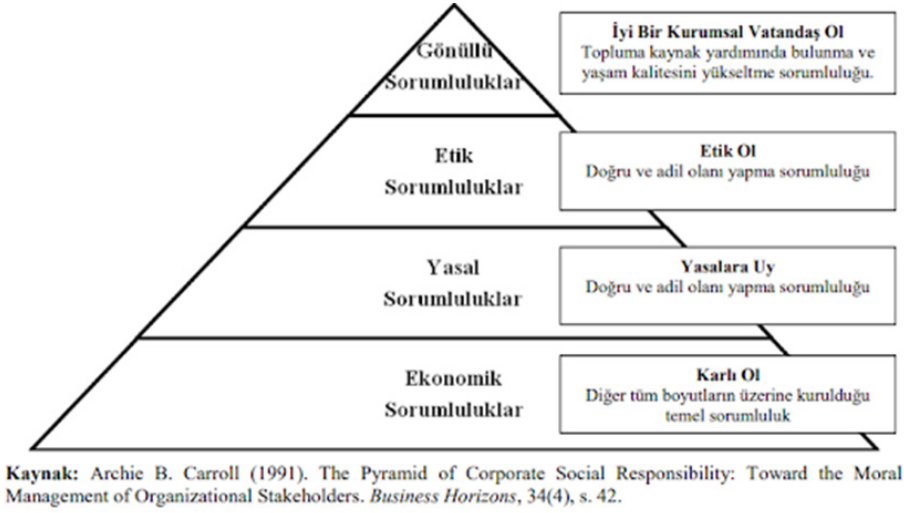 Gönüllü
Sorumluluklar
İyi Bir Kurumsal Vatandaş Ol
Topluma kaynak yardımında bulunma ve
yaşam kalitesini yükseltme sorumluluğu.
Etik
Sorumluluklar
Etik Ol
Doğru ve adil olanı yapma sorumluluğu
Yasal
Sorumluluklar
Yasalara Uy
Doğru ve adil olanı yapma sorumluluğu
Ekonomik
Sorumluluklar
Karlı Ol
Diğer tüm boyutların üzerine kurulduğu
temel sorumluluk
Kaynak: Archie B. Carroll (1991). The Pyramid of Corporate Social Responsibility: Toward the Moral
Management of Organizational Stakeholders. Business Horizons, 34(4), s. 42.